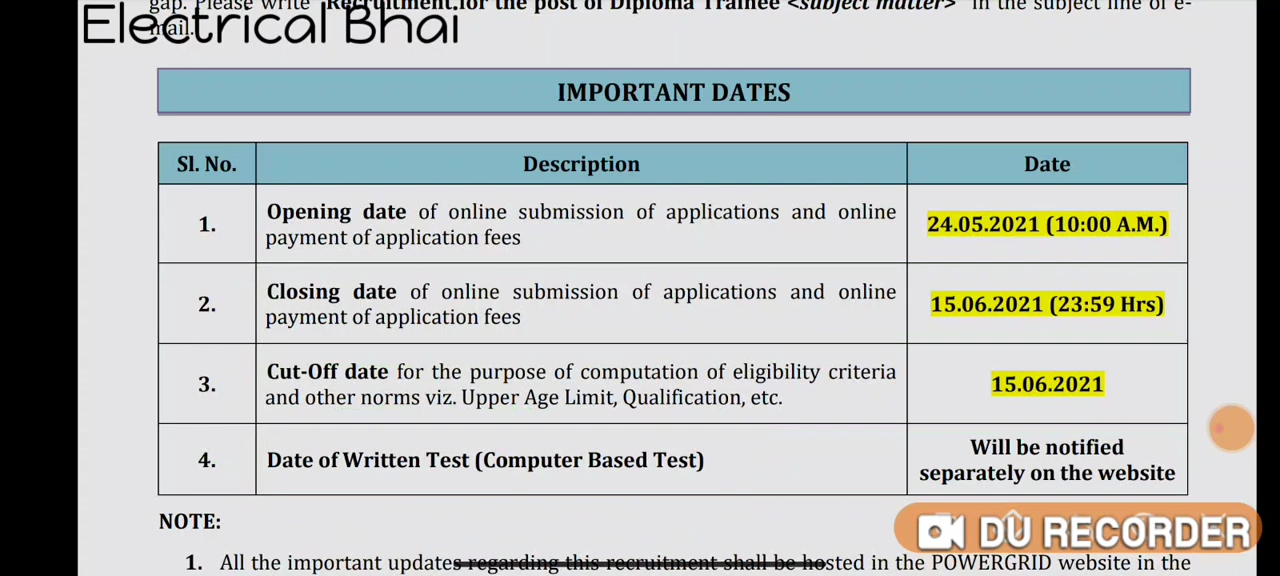 gap. Please write "Recruitment for the post of Diploma Trainee <subject matter>" in the subject line of e-
mail.
Electrical Bhai
IMPORTANT DATES
Sl. No. Description Date
1. Opening date of online submission of applications and online
payment of application fees
24.05.2021 (10:00 A.M.)
2. Closing date of online submission of applications and online
payment of application fees
15.06.2021 (23:59 Hrs)
3. Cut-Off date for the purpose of computation of eligibility criteria
and other norms viz. Upper Age Limit, Qualification, etc.
15.06.2021
4. Date of Written Test (Computer Based Test)
Will be notified
separately on the website
NOTE:
1. All the important updates regarding this recruitment shall be hosted in the POWERGRID website in the
DU RECORDER